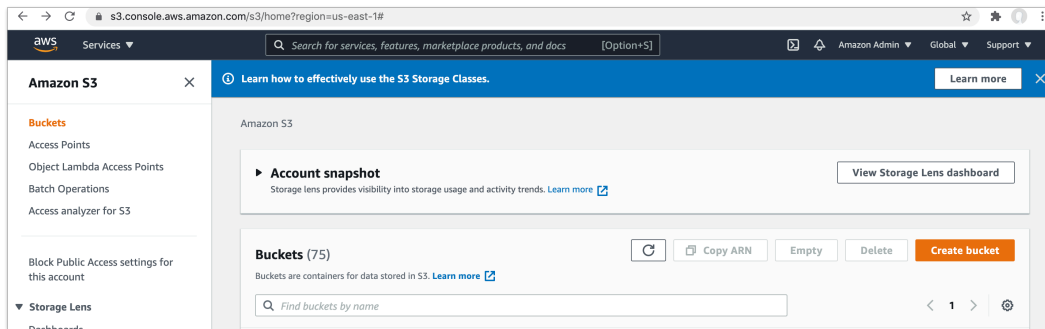 s3.console.aws.amazon.com/s3/home?region=us-east-1#
aws Services ▼ Search for services, features, marketplace products, and docs [Option+S] Amazon Admin ▼ Global ▼ Support ▼
Amazon S3
Learn how to effectively use the S3 Storage Classes. Learn more
Buckets
Access Points
Object Lambda Access Points
Batch Operations
Access analyzer for S3
Block Public Access settings for
this account
▼ Storage Lens
Dashboards
Amazon S3
Account snapshot
Storage lens provides visibility into storage usage and activity trends. Learn more
View Storage Lens dashboard
Buckets (75)
Copy ARN Empty Delete Create bucket
Buckets are containers for data stored in S3. Learn more
Find buckets by name
1